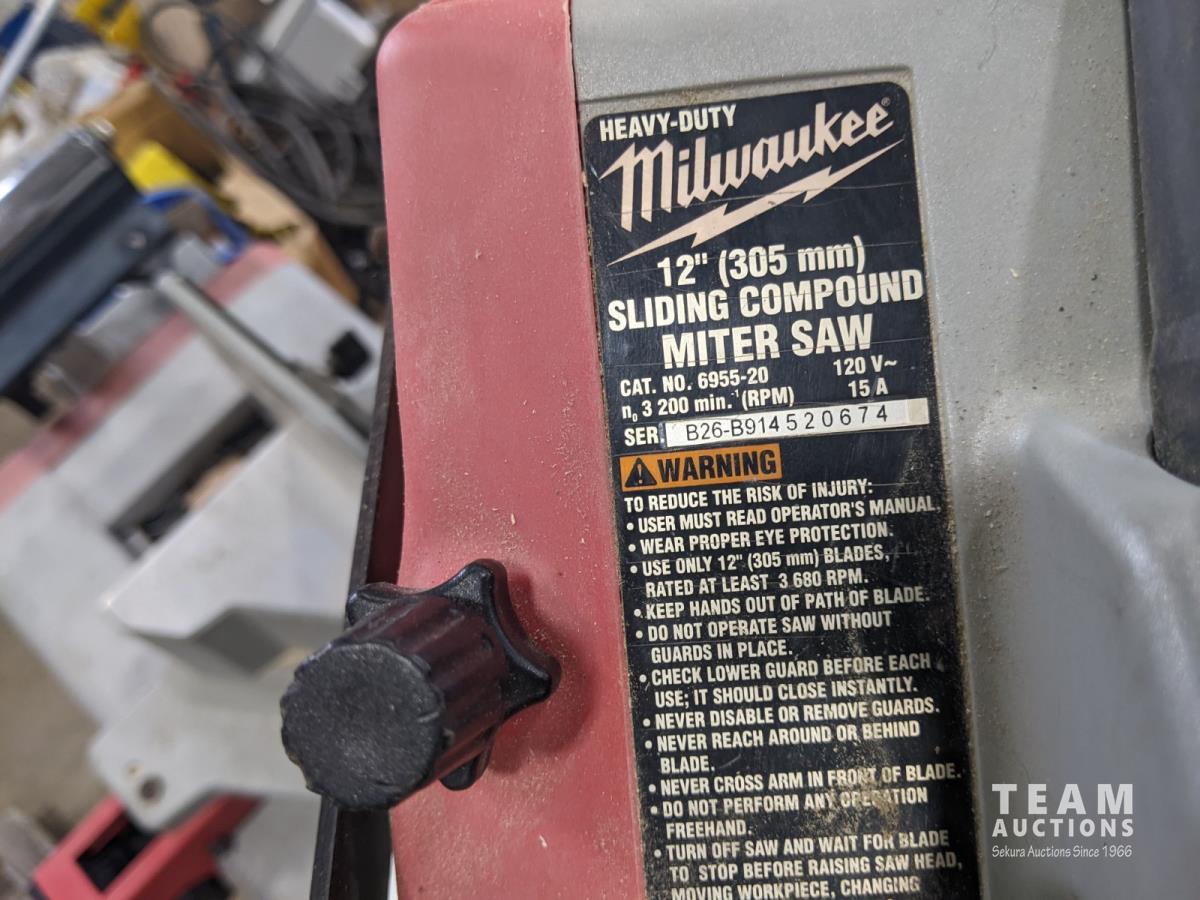 HEAVY-DUTY
Milwaukee®
12" (305 mm)
SLIDING COMPOUND
MITER SAW
CAT. NO. 6955-20 120 V~
n₀ 3 200 min.⁻¹ (RPM) 15 A
SER. B26-B914520674
WARNING
TO REDUCE THE RISK OF INJURY:
• USER MUST READ OPERATOR'S MANUAL.
• WEAR PROPER EYE PROTECTION.
• USE ONLY 12" (305 mm) BLADES,
RATED AT LEAST 3 680 RPM.
• KEEP HANDS OUT OF PATH OF BLADE.
• DO NOT OPERATE SAW WITHOUT
GUARDS IN PLACE.
• CHECK LOWER GUARD BEFORE EACH
USE; IT SHOULD CLOSE INSTANTLY.
• NEVER DISABLE OR REMOVE GUARDS.
• NEVER REACH AROUND OR BEHIND
BLADE.
• NEVER CROSS ARM IN FRONT OF BLADE.
• DO NOT PERFORM ANY OPERATION
FREEHAND.
• TURN OFF SAW AND WAIT FOR BLADE
TO STOP BEFORE RAISING SAW HEAD,
MOVING WORKPIECE, CHANGING
TEAM
AUCTIONS
Sekura Auctions Since 1966